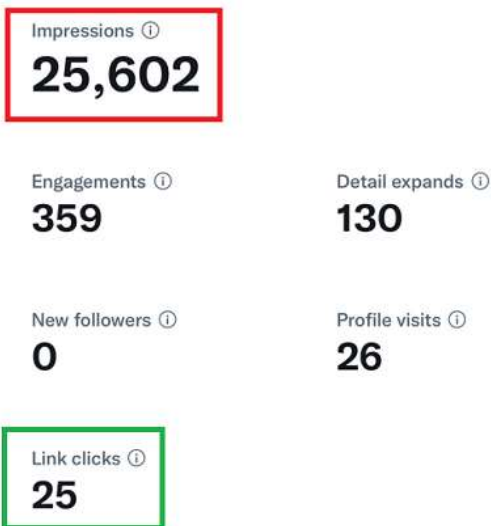 Impressions ⓘ
25,602
Engagements ⓘ
359
Detail expands ⓘ
130
New followers ⓘ
0
Profile visits ⓘ
26
Link clicks ⓘ
25